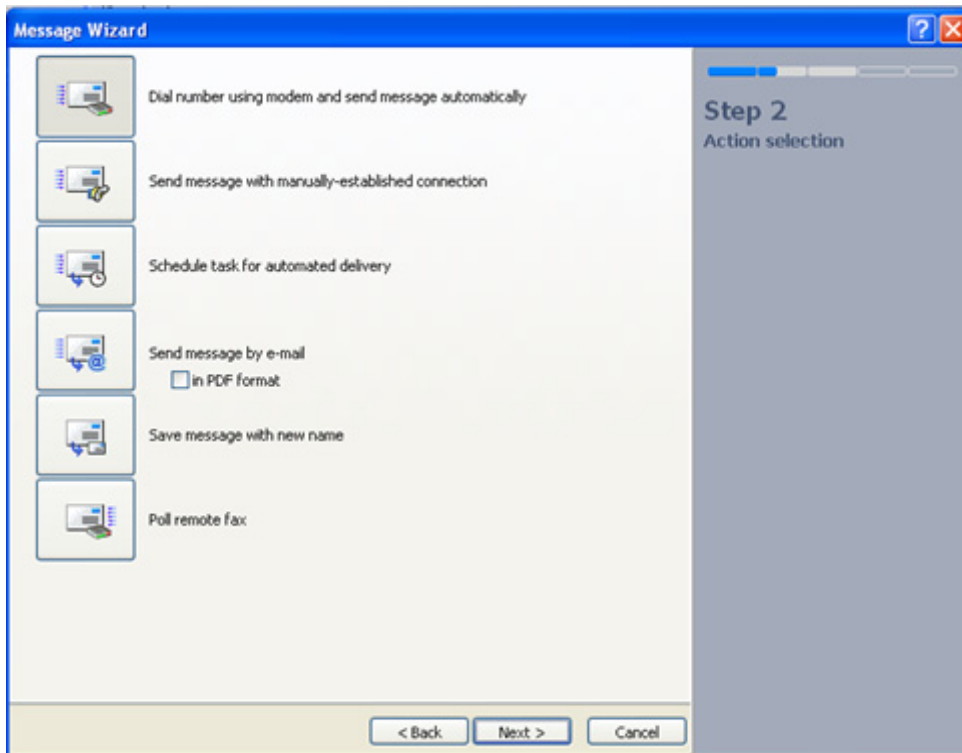 Message Wizard
Dial number using modem and send message automatically
Send message with manually-established connection
Schedule task for automated delivery
Send message by e-mail
in PDF format
Save message with new name
Poll remote fax
Step 2
Action selection
< Back
Next >
Cancel